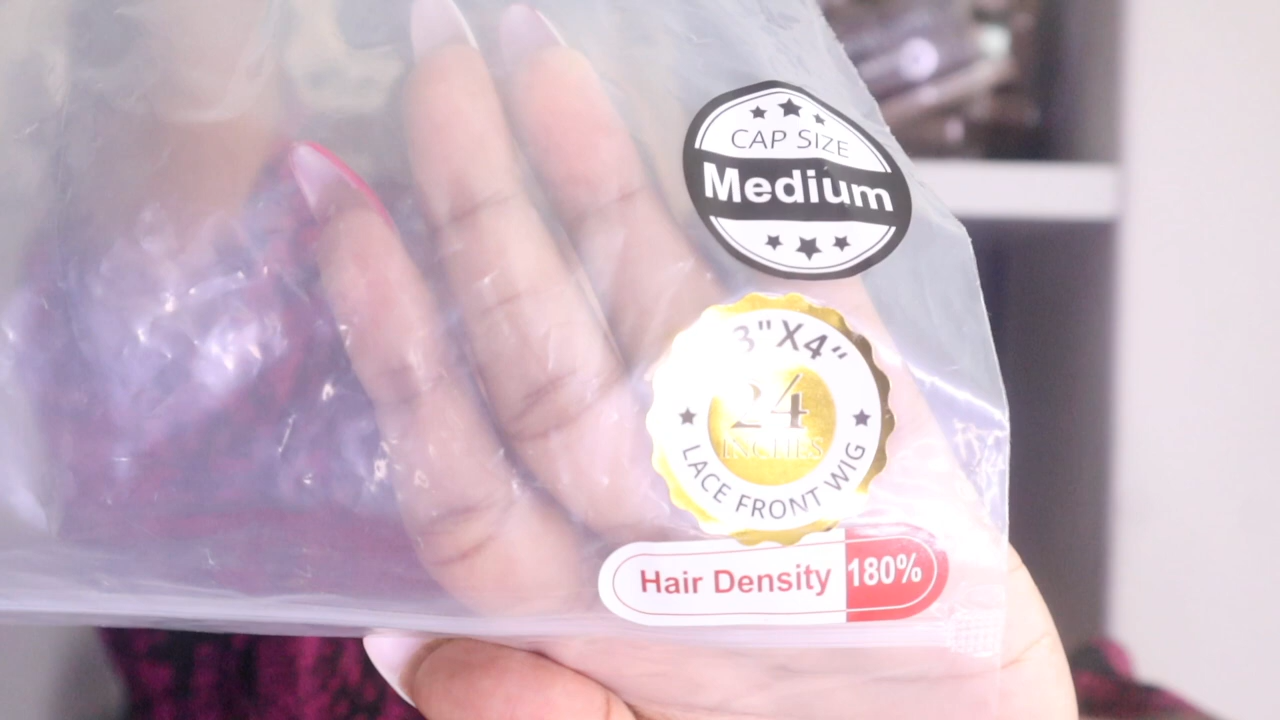 CAP SIZE
Medium
3"X4"
24
INCHES
LACE FRONT WIG
Hair Density 180%